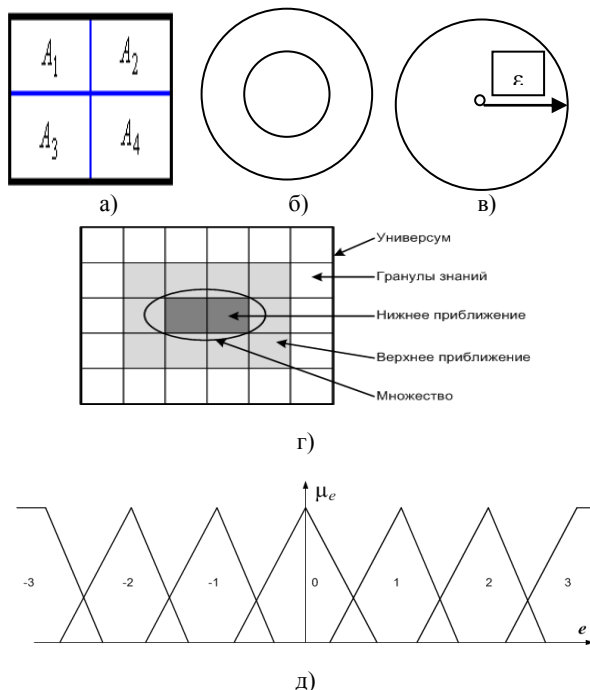 A1 A2
A3 A4
ε
а) б) в)
Универсум
Гранулы знаний
Нижнее приближение
Верхнее приближение
Множество
г)
μe
-3 -2 -1 0 1 2 3
e
д)